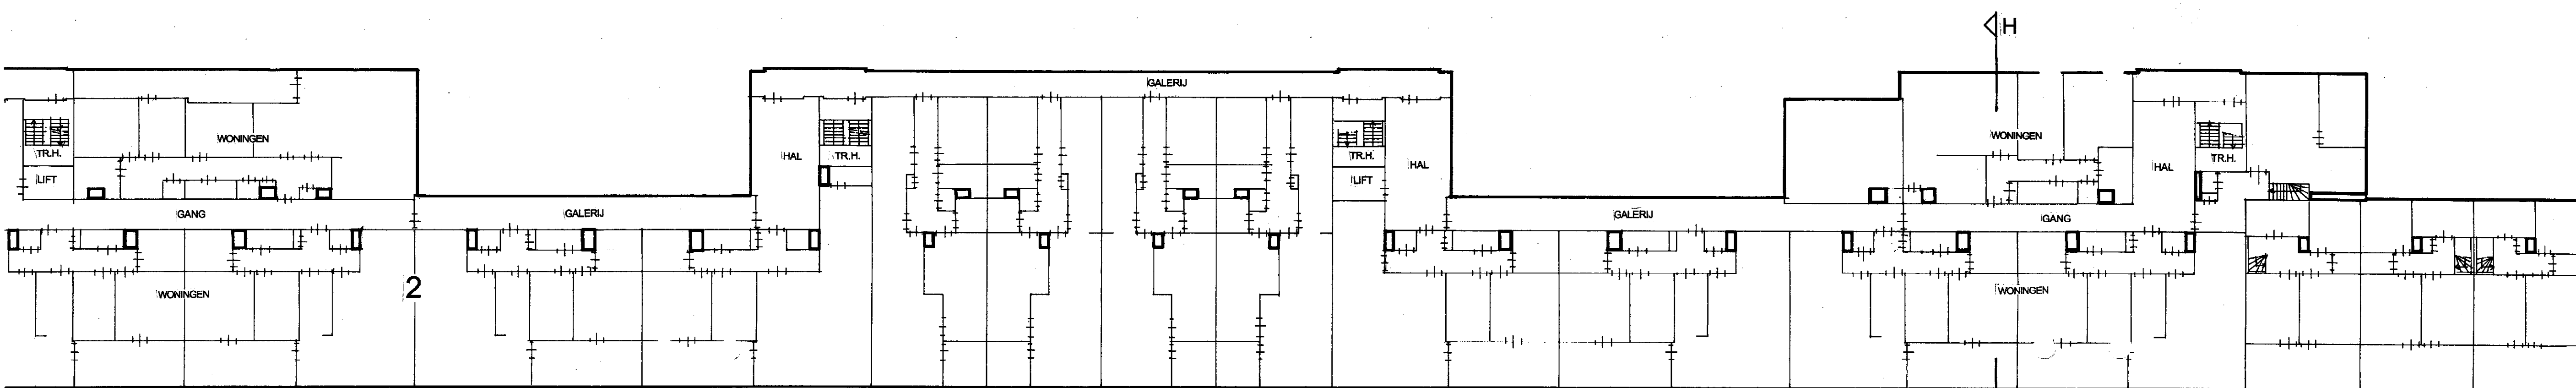 H
GALERIJ
WONINGEN
TR.H.
LIFT
HAL
TR.H.
TR.H.
LIFT
HAL
WONINGEN
HAL
TR.H.
GANG
GALERIJ
GALERIJ
GANG
WONINGEN
2
WONINGEN